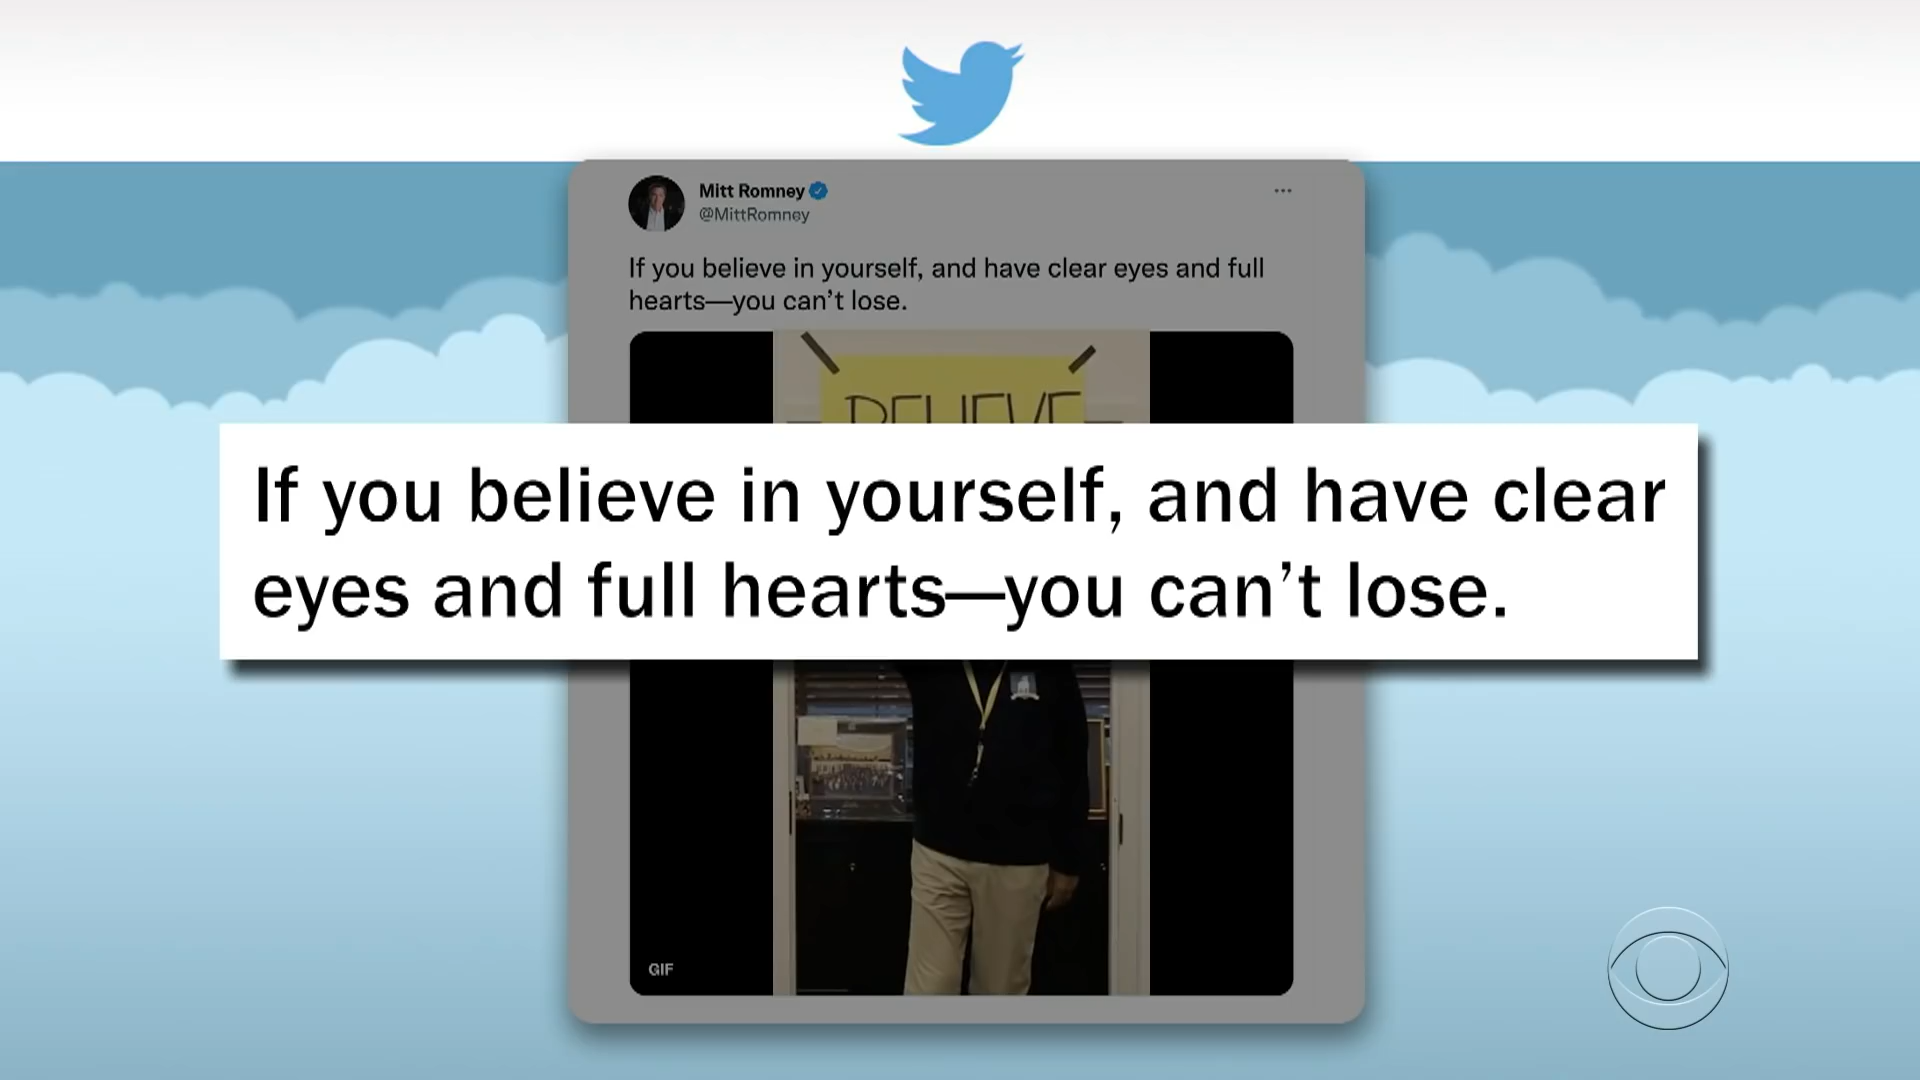 Mitt Romney
@MittRomney
If you believe in yourself, and have clear eyes and full
hearts—you can’t lose.
BELIEVE
If you believe in yourself, and have clear
eyes and full hearts—you can’t lose.
GIF